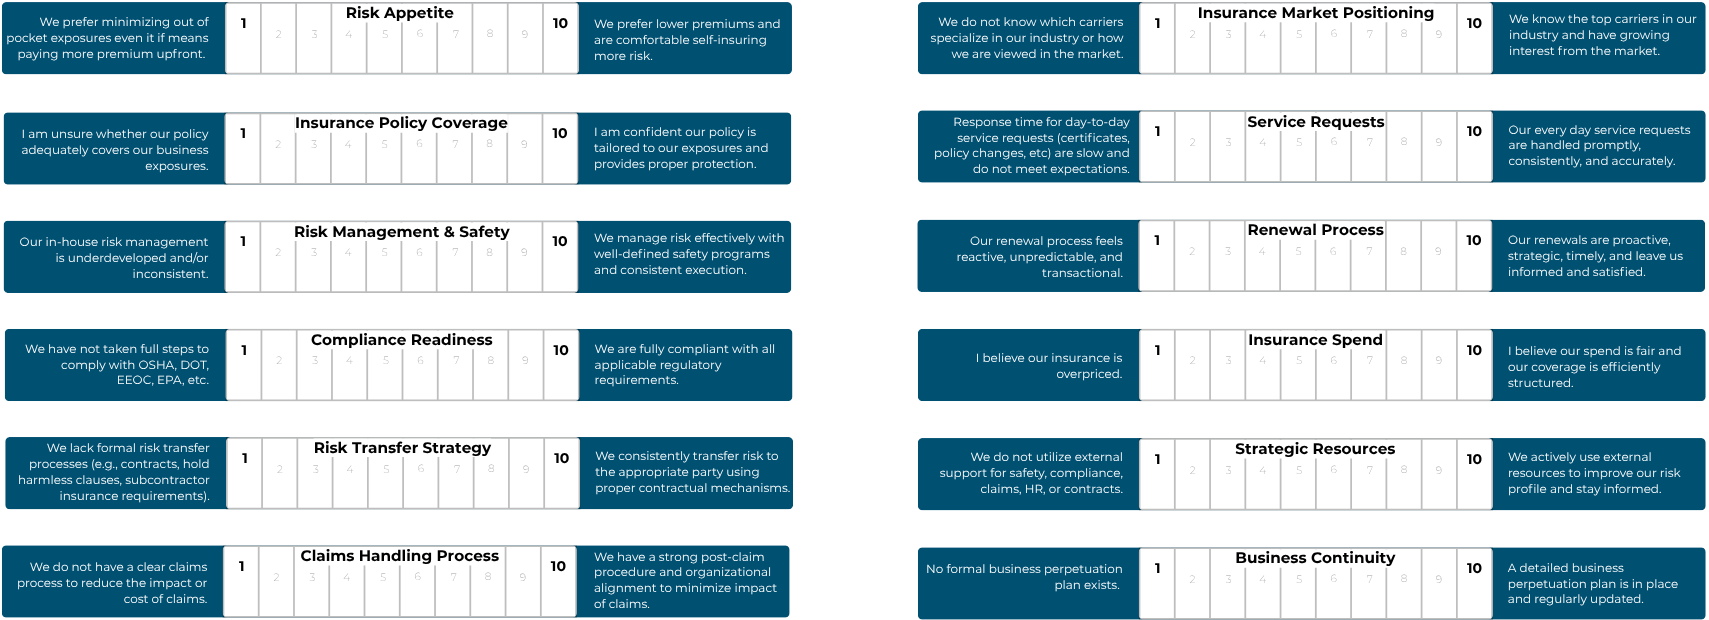 Risk Appetite
We prefer minimizing out of
pocket exposures even it if means
paying more premium upfront.
1 2 3 4 5 6 7 8 9 10
We prefer lower premiums and
are comfortable self-insuring
more risk.
Insurance Policy Coverage
I am unsure whether our policy
adequately covers our business
exposures.
1 2 3 4 5 6 7 8 9 10
I am confident our policy is
tailored to our exposures and
provides proper protection.
Risk Management & Safety
Our in-house risk management
is underdeveloped and/or
inconsistent.
1 2 3 4 5 6 7 8 9 10
We manage risk effectively with
well-defined safety programs
and consistent execution.
Compliance Readiness
We have not taken full steps to
comply with OSHA, DOT,
EEOC, EPA, etc.
1 2 3 4 5 6 7 8 9 10
We are fully compliant with all
applicable regulatory
requirements.
Risk Transfer Strategy
We lack formal risk transfer
processes (e.g., contracts, hold
harmless clauses, subcontractor
insurance requirements).
1 2 3 4 5 6 7 8 9 10
We consistently transfer risk to
the appropriate party using
proper contractual mechanisms.
Claims Handling Process
We do not have a clear claims
process to reduce the impact or
cost of claims.
1 2 3 4 5 6 7 8 9 10
We have a strong post-claim
procedure and organizational
alignment to minimize impact
of claims.
Insurance Market Positioning
We do not know which carriers
specialize in our industry or how
we are viewed in the market.
1 2 3 4 5 6 7 8 9 10
We know the top carriers in our
industry and have growing
interest from the market.
Service Requests
Response time for day-to-day
service requests (certificates,
policy changes, etc) are slow and
do not meet expectations.
1 2 3 4 5 6 7 8 9 10
Our every day service requests
are handled promptly,
consistently, and accurately.
Renewal Process
Our renewal process feels
reactive, unpredictable, and
transactional.
1 2 3 4 5 6 7 8 9 10
Our renewals are proactive,
strategic, timely, and leave us
informed and satisfied.
Insurance Spend
I believe our insurance is
overpriced.
1 2 3 4 5 6 7 8 9 10
I believe our spend is fair and
our coverage is efficiently
structured.
Strategic Resources
We do not utilize external
support for safety, compliance,
claims, HR, or contracts.
1 2 3 4 5 6 7 8 9 10
We actively use external
resources to improve our risk
profile and stay informed.
Business Continuity
No formal business perpetuation
plan exists.
1 2 3 4 5 6 7 8 9 10
A detailed business
perpetuation plan is in place
and regularly updated.